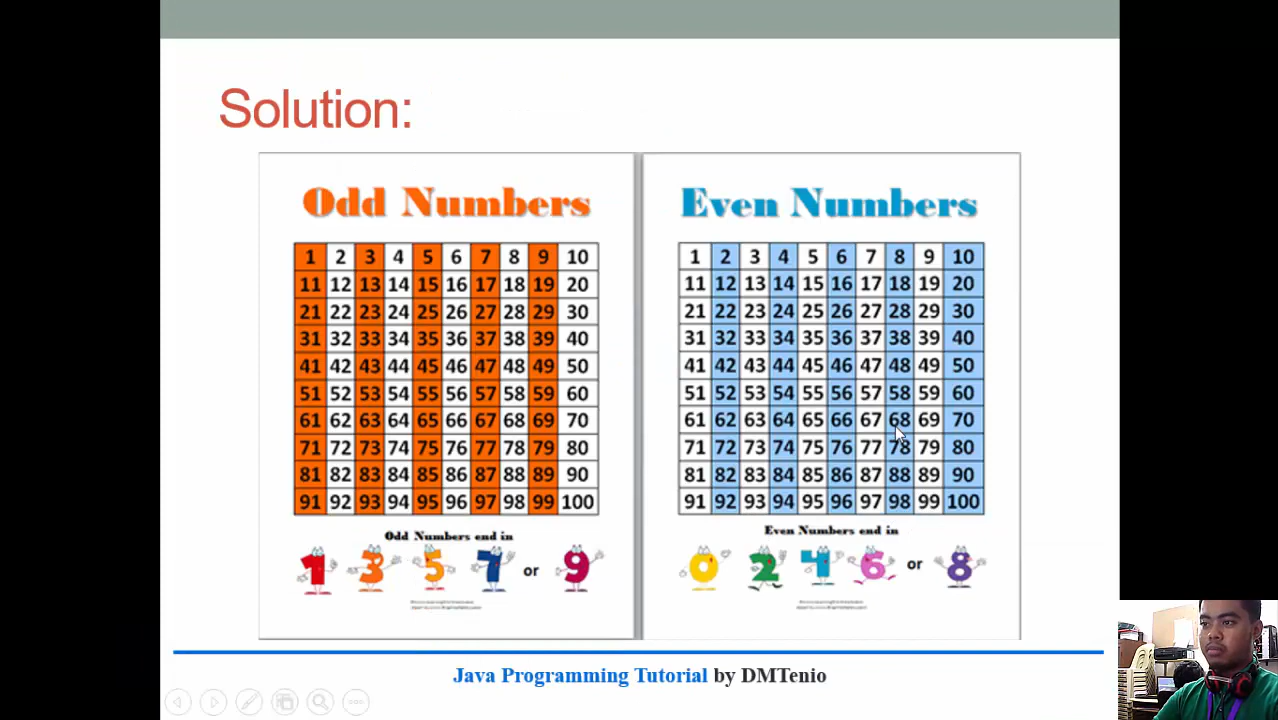 Solution:
Odd Numbers
1 2 3 4 5 6 7 8 9 10
11 12 13 14 15 16 17 18 19 20
21 22 23 24 25 26 27 28 29 30
31 32 33 34 35 36 37 38 39 40
41 42 43 44 45 46 47 48 49 50
51 52 53 54 55 56 57 58 59 60
61 62 63 64 65 66 67 68 69 70
71 72 73 74 75 76 77 78 79 80
81 82 83 84 85 86 87 88 89 90
91 92 93 94 95 96 97 98 99 100
Odd Numbers end in
1 3 5 7 or 9
Even Numbers
1 2 3 4 5 6 7 8 9 10
11 12 13 14 15 16 17 18 19 20
21 22 23 24 25 26 27 28 29 30
31 32 33 34 35 36 37 38 39 40
41 42 43 44 45 46 47 48 49 50
51 52 53 54 55 56 57 58 59 60
61 62 63 64 65 66 67 68 69 70
71 72 73 74 75 76 77 78 79 80
81 82 83 84 85 86 87 88 89 90
91 92 93 94 95 96 97 98 99 100
Even Numbers end in
0 2 4 6 or 8
Java Programming Tutorial by DMTenio